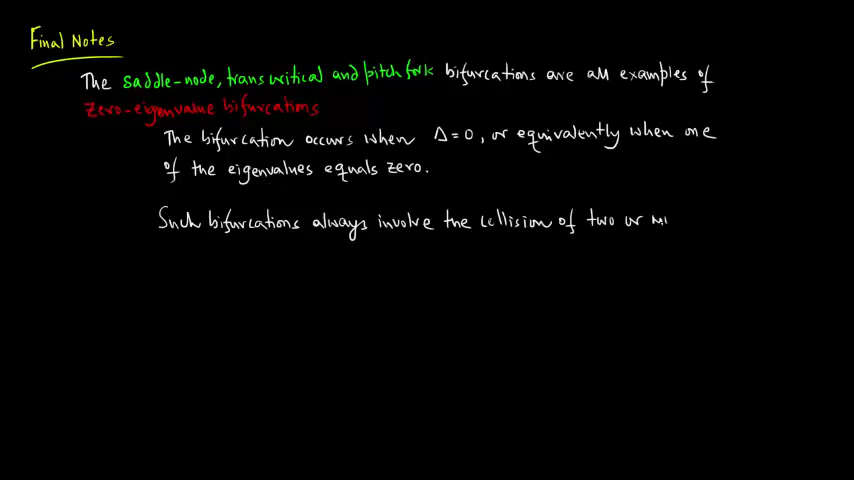 Final Notes
The saddle-node, transcritical and pitchfork bifurcations are all examples of
zero-eigenvalue bifurcations
The bifurcation occurs when Δ=0, or equivalently when one
of the eigenvalues equals zero.
Such bifurcations always involve the collision of two or